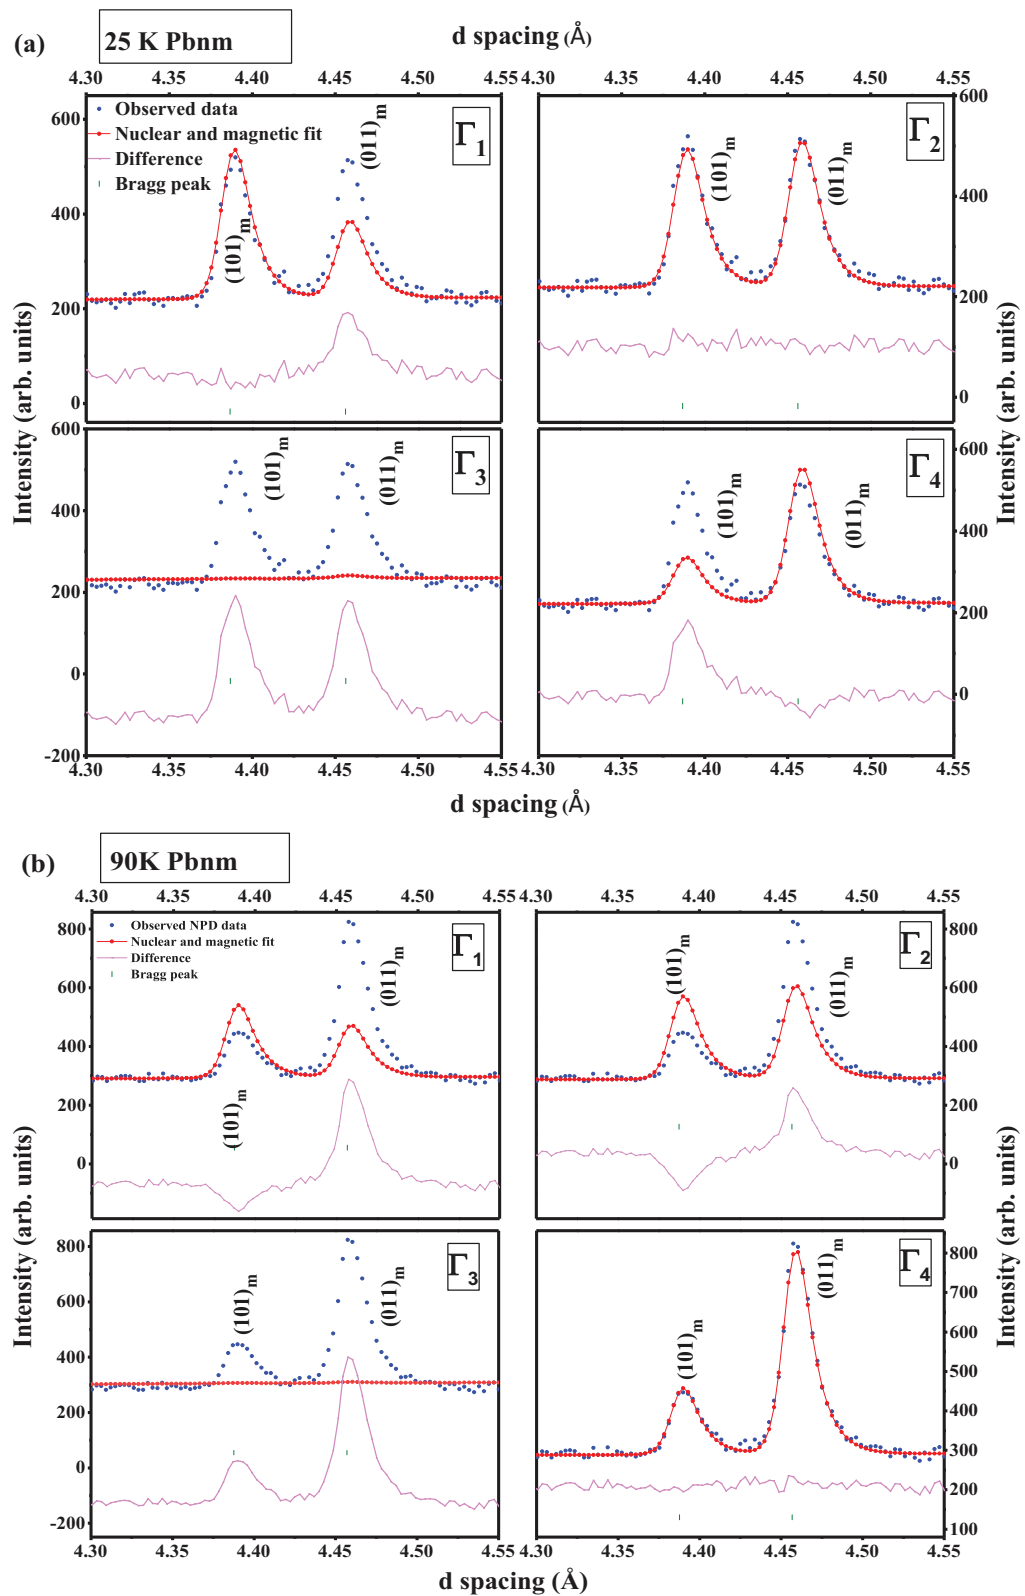 (a)
25 K Pbnm
d spacing (Å)
4.30 4.35 4.40 4.45 4.50 4.55
4.30 4.35 4.40 4.45 4.50 4.55
Observed data
Nuclear and magnetic fit
Difference
Bragg peak
(101)m
(011)m
Γ1
600
400
200
0
(101)m
(011)m
Γ2
600
400
200
0
Intensity (arb. units)
Intensity (arb. units)
(101)m
(011)m
Γ3
600
400
200
0
-200
(101)m
(011)m
Γ4
600
400
200
0
4.30 4.35 4.40 4.45 4.50 4.55
4.30 4.35 4.40 4.45 4.50 4.55
d spacing (Å)
(b)
90K Pbnm
4.30 4.35 4.40 4.45 4.50 4.55
4.30 4.35 4.40 4.45 4.50 4.55
Observed NPD data
Nuclear and magnetic fit
Difference
Bragg peak
(101)m
(011)m
Γ1
800
600
400
200
0
(101)m
(011)m
Γ2
800
600
400
200
0
Intensity (arb. units)
Intensity (arb. units)
(101)m
(011)m
Γ3
800
600
400
200
0
-200
(101)m
(011)m
Γ4
800
700
600
500
400
300
200
100
4.30 4.35 4.40 4.45 4.50 4.55
4.30 4.35 4.40 4.45 4.50 4.55
d spacing (Å)